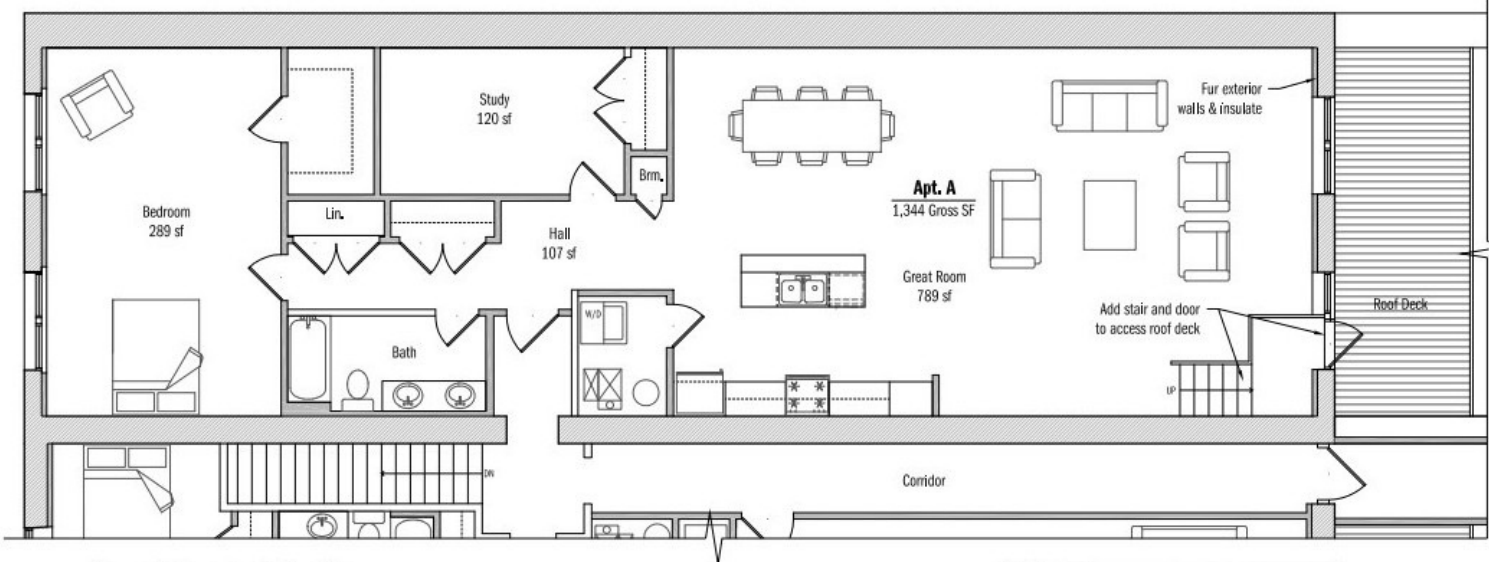 Study
120 sf
Fur exterior
walls & insulate
Brm.
Apt. A
1,344 Gross SF
Bedroom
289 sf
Lin.
Hall
107 sf
Great Room
789 sf
Roof Deck
Add stair and door
to access roof deck
W/D
Bath
UP
DN
Corridor